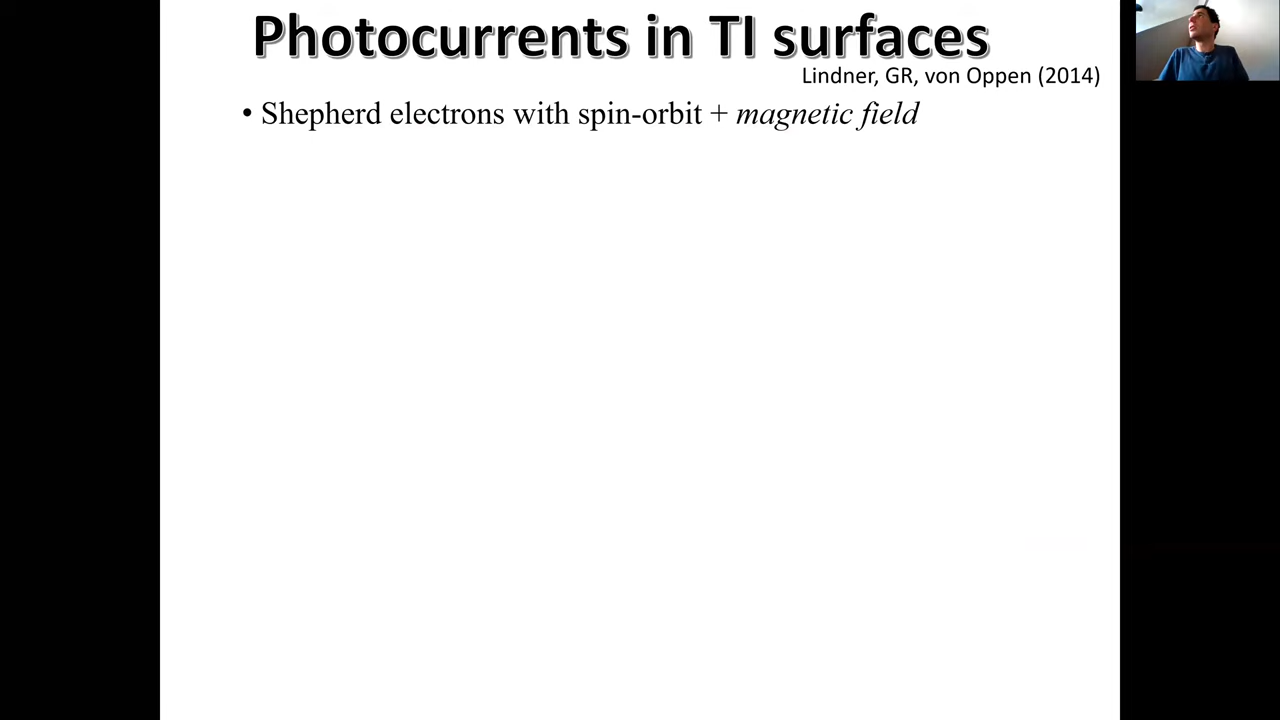 Photocurrents in TI surfaces
Lindner, GR, von Oppen (2014)
• Shepherd electrons with spin-orbit + magnetic field